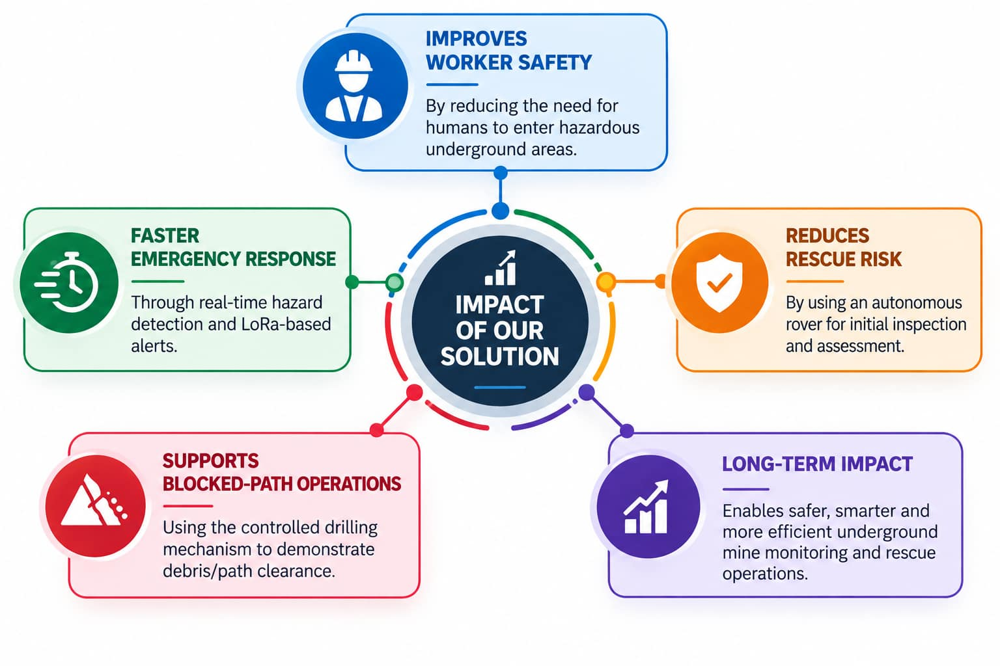 IMPROVES
WORKER SAFETY
By reducing the need for
humans to enter hazardous
underground areas.
FASTER
EMERGENCY RESPONSE
Through real-time hazard
detection and LoRa-based
alerts.
IMPACT
OF OUR
SOLUTION
REDUCES
RESCUE RISK
By using an autonomous
rover for initial inspection
and assessment.
SUPPORTS
BLOCKED-PATH OPERATIONS
Using the controlled drilling
mechanism to demonstrate
debris/path clearance.
LONG-TERM IMPACT
Enables safer, smarter and
more efficient underground
mine monitoring and rescue
operations.